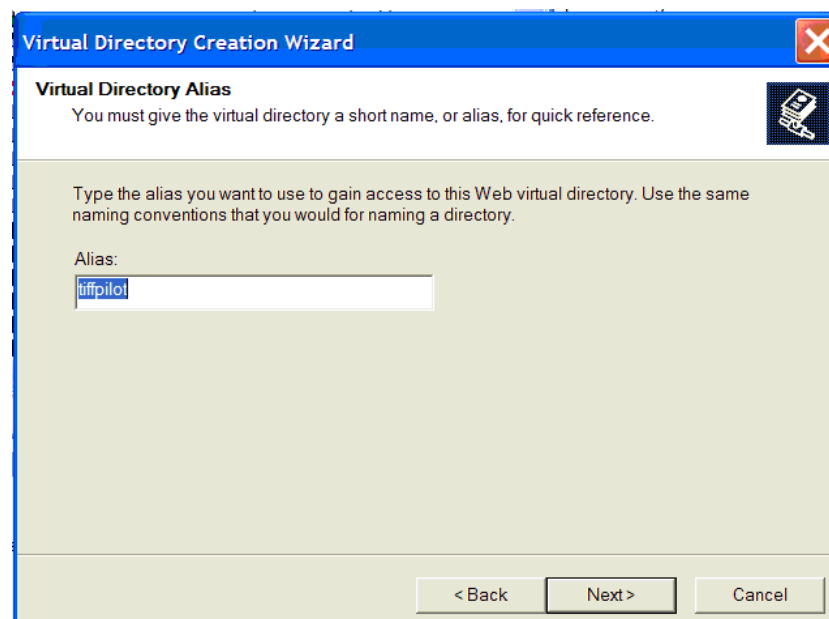 Virtual Directory Creation Wizard
Virtual Directory Alias
You must give the virtual directory a short name, or alias, for quick reference.
Type the alias you want to use to gain access to this Web virtual directory. Use the same
naming conventions that you would for naming a directory.
Alias:
tiffpilot
< Back Next > Cancel